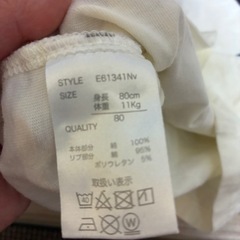 STYLE E61341Nv
SIZE 身長 80cm
体重 11Kg
QUALITY 80
本体部分 綿 100%
リブ部分 綿 95%
ポリウレタン 5%
取扱い表示